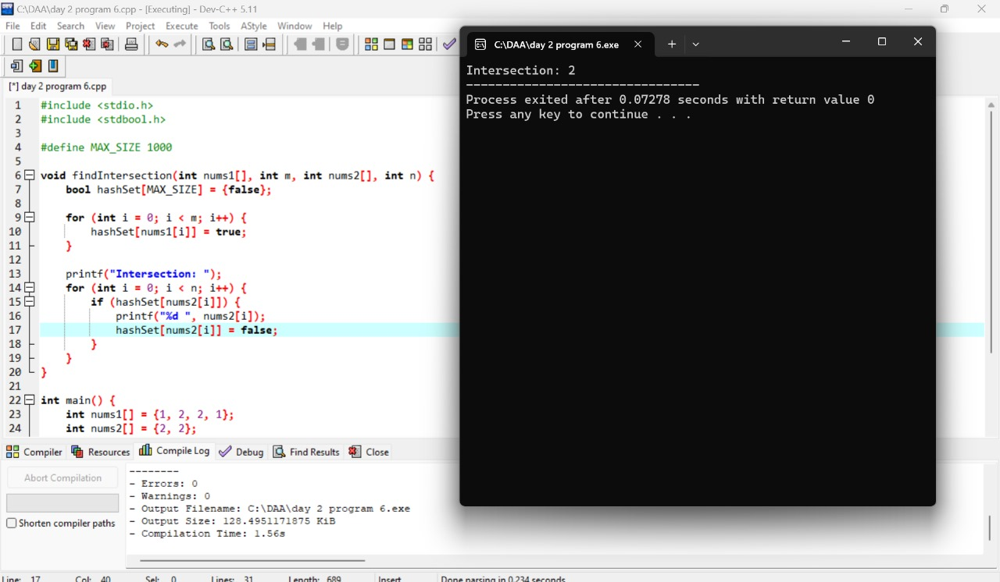 C:\DAA\day 2 program 6.cpp - [Executing] - Dev-C++ 5.11
File Edit Search View Project Execute Tools AStyle Window Help
[*] day 2 program 6.cpp
1 #include <stdio.h>
2 #include <stdbool.h>
3
4 #define MAX_SIZE 1000
5
6 void findIntersection(int nums1[], int m, int nums2[], int n) {
7 bool hashSet[MAX_SIZE] = {false};
8
9 for (int i = 0; i < m; i++) {
10 hashSet[nums1[i]] = true;
11 }
12
13 printf("Intersection: ");
14 for (int i = 0; i < n; i++) {
15 if (hashSet[nums2[i]]) {
16 printf("%d ", nums2[i]);
17 hashSet[nums2[i]] = false;
18 }
19 }
20 }
21
22 int main() {
23 int nums1[] = {1, 2, 2, 1};
24 int nums2[] = {2, 2};
C:\DAA\day 2 program 6.exe
Intersection: 2
--------------------------------
Process exited after 0.07278 seconds with return value 0
Press any key to continue . . .
Compiler Resources Compile Log Debug Find Results Close
Abort Compilation
Shorten compiler paths
--------
- Errors: 0
- Warnings: 0
- Output Filename: C:\DAA\day 2 program 6.exe
- Output Size: 128.4951171875 KiB
- Compilation Time: 1.56s
Line: 17 Col: 40 Sel: 0 Lines: 31 Length: 689 Insert Done parsing in 0.234 seconds